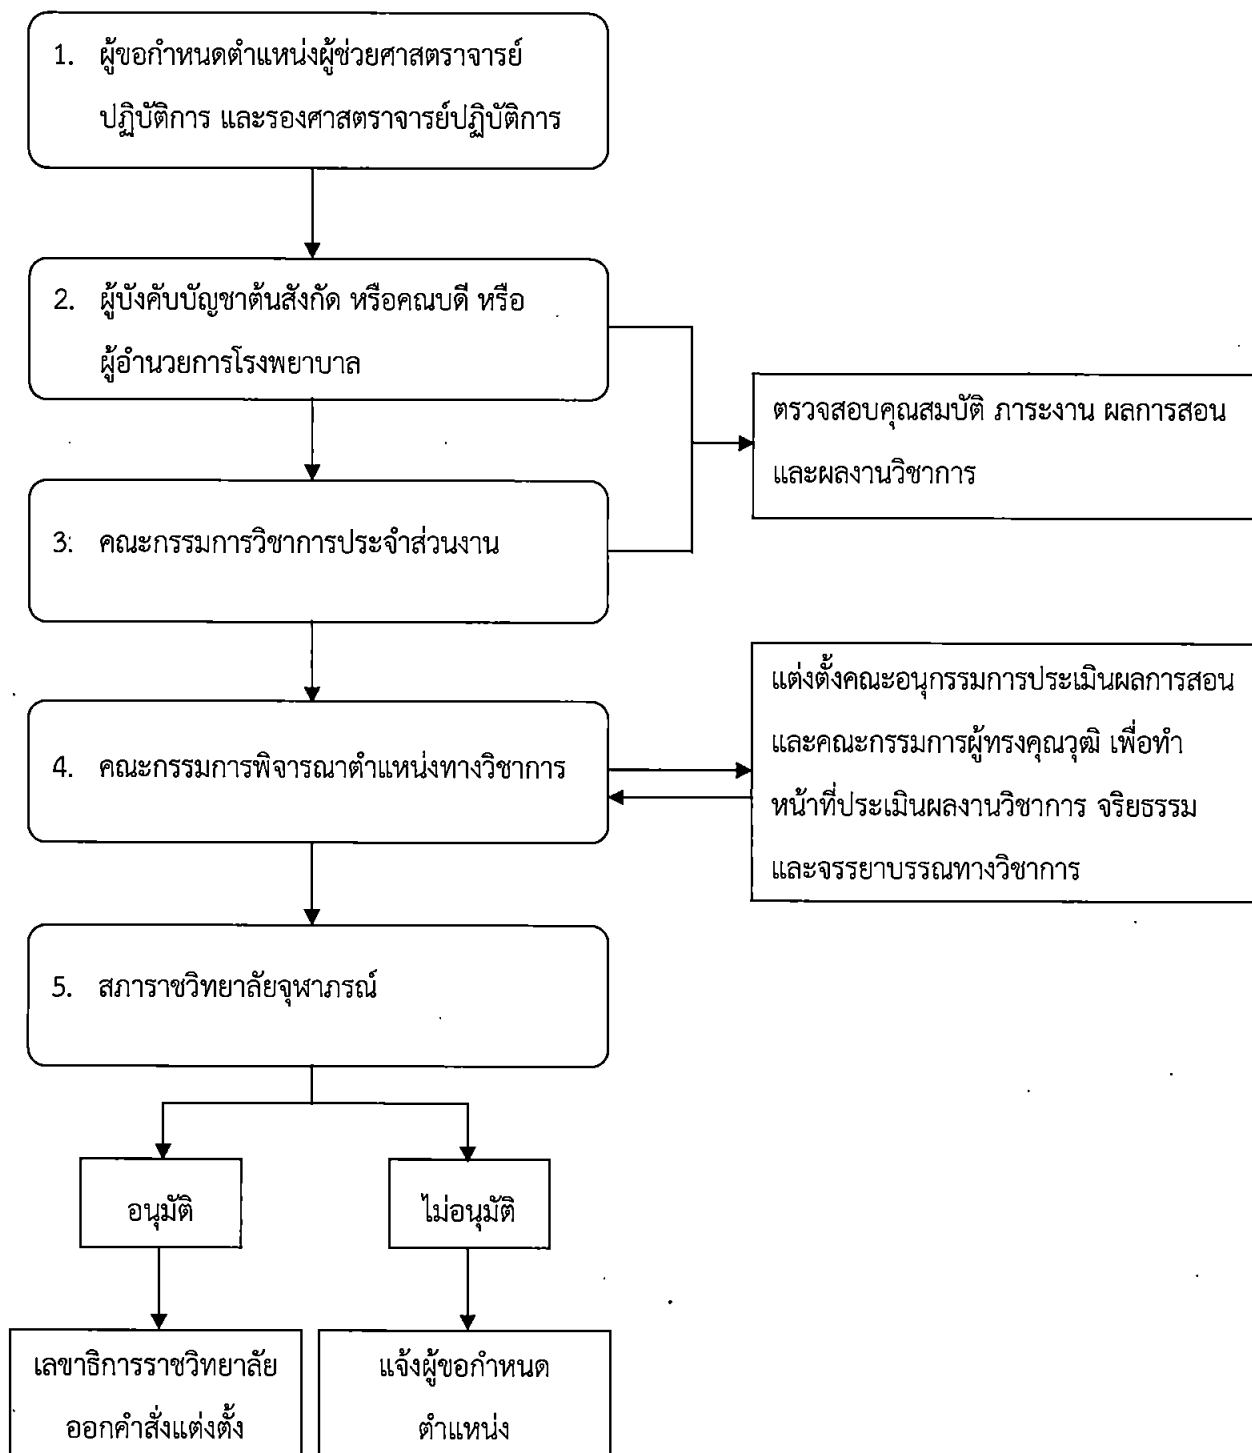 1. ผู้ขอกำหนดตำแหน่งผู้ช่วยศาสตราจารย์
ปฏิบัติการ และรองศาสตราจารย์ปฏิบัติการ
2. ผู้บังคับบัญชาต้นสังกัด หรือคณบดี หรือ
ผู้อำนวยการโรงพยาบาล
ตรวจสอบคุณสมบัติ ภาระงาน ผลการสอน
และผลงานวิชาการ
3. คณะกรรมการวิชาการประจำส่วนงาน
แต่งตั้งคณะอนุกรรมการประเมินผลการสอน
และคณะกรรมการผู้ทรงคุณวุฒิ เพื่อทำ
หน้าที่ประเมินผลงานวิชาการ จริยธรรม
และจรรยาบรรณทางวิชาการ
4. คณะกรรมการพิจารณาตำแหน่งทางวิชาการ
5. สภาราชวิทยาลัยจุฬาภรณ์
อนุมัติ
ไม่อนุมัติ
เลขาธิการราชวิทยาลัย
ออกคำสั่งแต่งตั้ง
แจ้งผู้ขอกำหนด
ตำแหน่ง